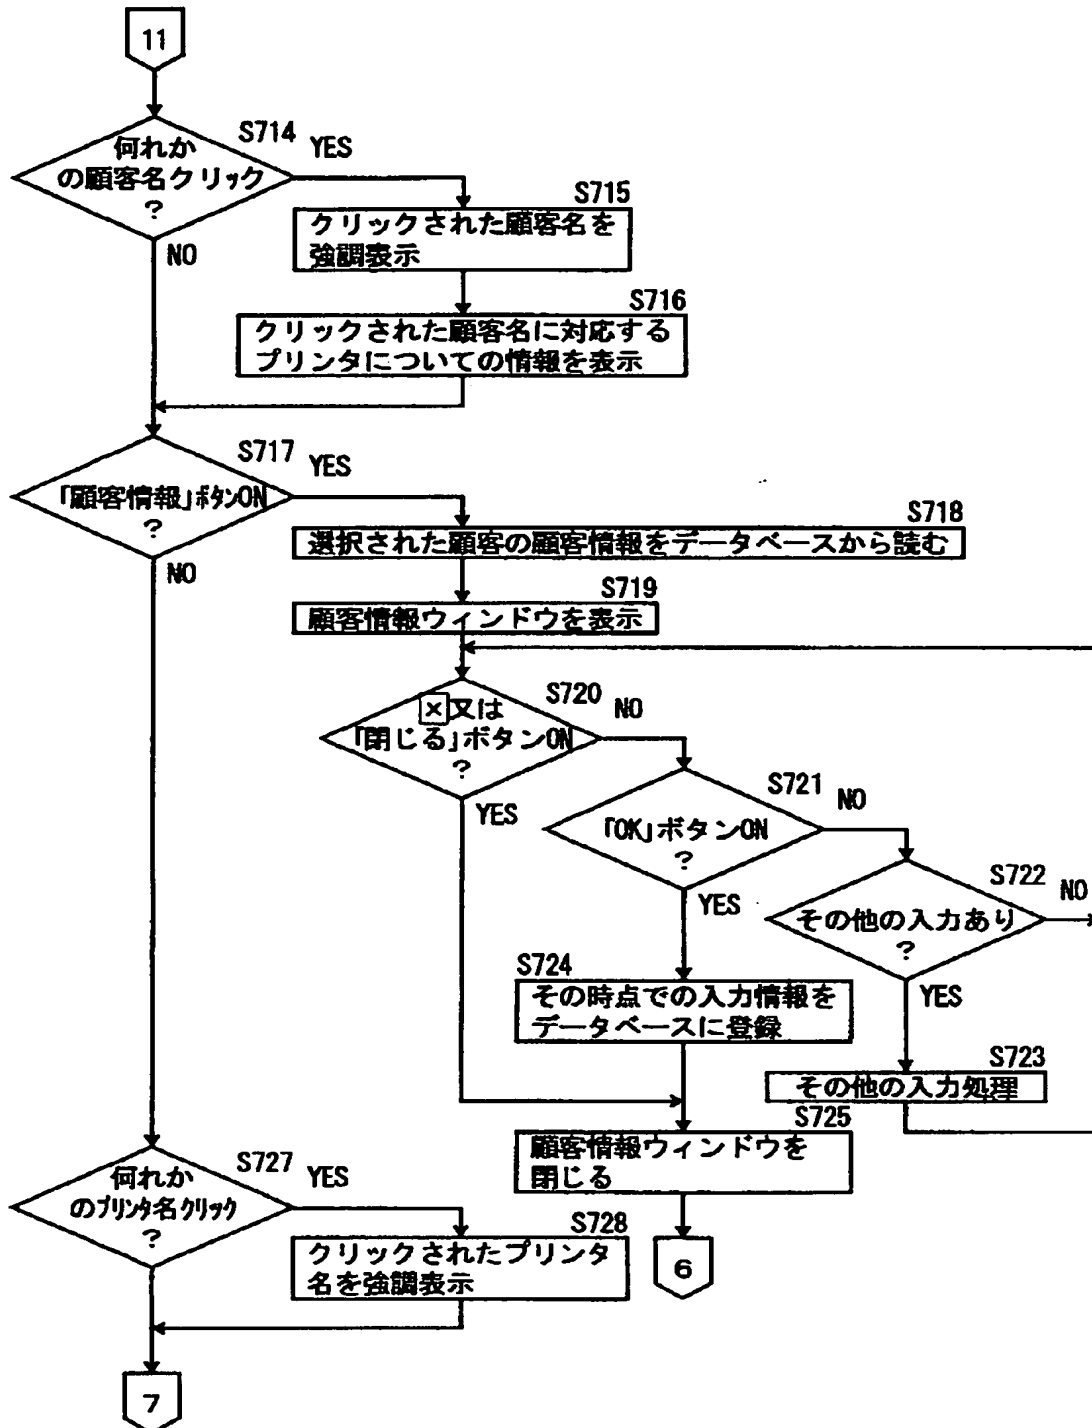 11
S714
YES
何れか
の顧客名クリック
?
NO
S715
クリックされた顧客名を
強調表示
S716
クリックされた顧客名に対応する
プリンタについての情報を表示
S717
YES
「顧客情報」ボタンON
?
NO
S718
選択された顧客の顧客情報をデータベースから読む
S719
顧客情報ウィンドウを表示
S720
NO
×又は
「閉じる」ボタンON
?
YES
S721
NO
「OK」ボタンON
?
YES
S722
NO
その他の入力あり
?
YES
S724
その時点での入力情報を
データベースに登録
S723
その他の入力処理
S725
顧客情報ウィンドウを
閉じる
6
S727
YES
何れか
のプリンタ名クリック
?
S728
クリックされたプリンタ
名を強調表示
7